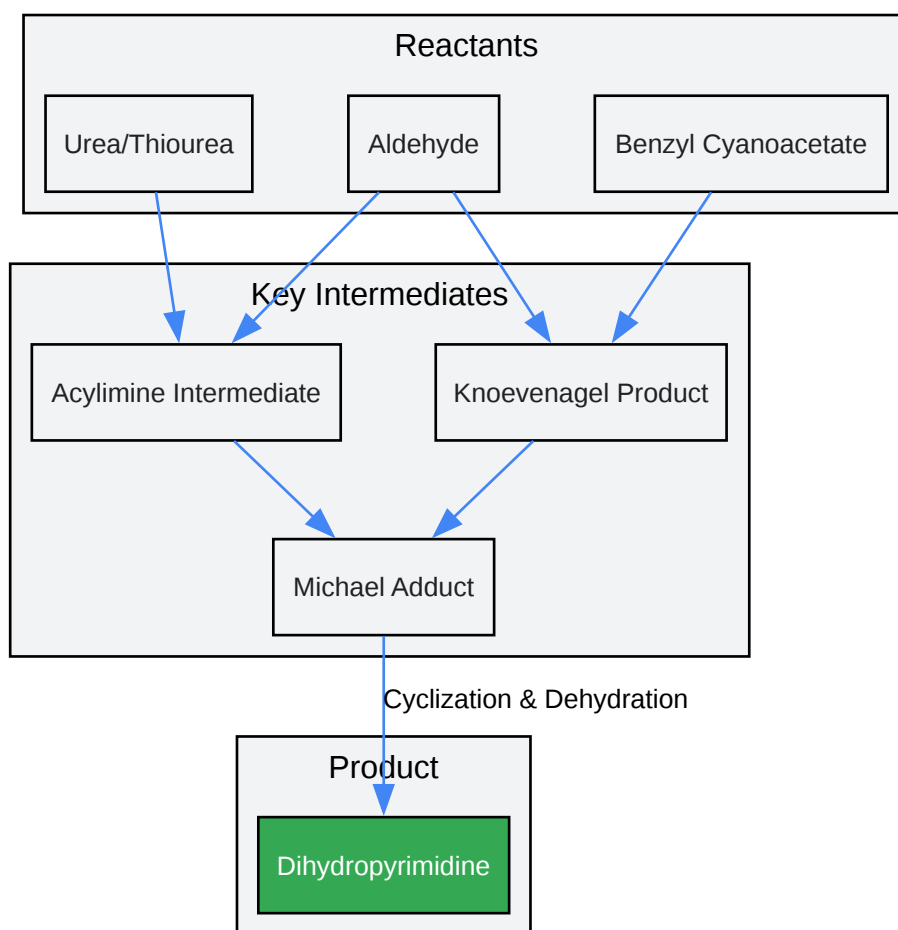 Reactants
Urea/Thiourea
Aldehyde
Benzyl Cyanoacetate
Key Intermediates
Acylimine Intermediate
Knoevenagel Product
Michael Adduct
Cyclization & Dehydration
Product
Dihydropyrimidine